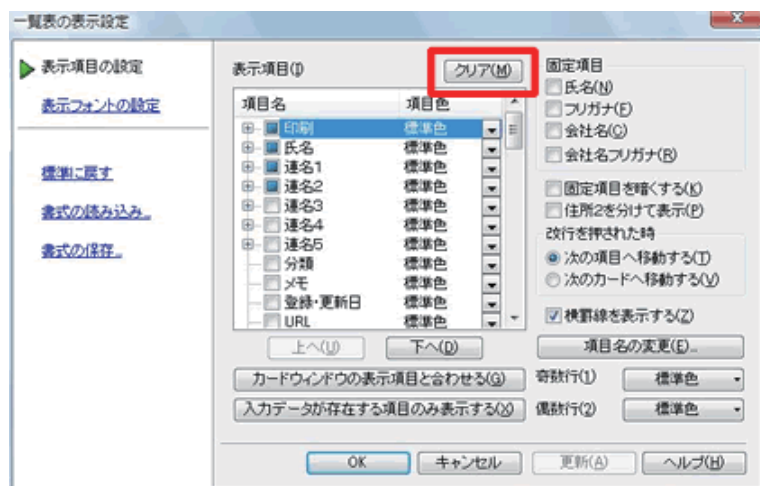 一覧表の表示設定
表示項目の設定
表示フォントの設定
標準に戻す
書式の読み込み...
書式の保存...
表示項目(I)
クリア(M)
項目名 項目色
印刷 標準色
氏名 標準色
連名1 標準色
連名2 標準色
連名3 標準色
連名4 標準色
連名5 標準色
分類 標準色
メモ 標準色
登録・更新日 標準色
URL 標準色
上へ(U) 下へ(D)
カードウィンドウの表示項目と合わせる(G)
入力データが存在する項目のみ表示する(X)
固定項目
氏名(N)
フリガナ(F)
会社名(C)
会社名フリガナ(R)
固定項目を暗くする(K)
住所2を分けて表示(P)
改行を押された時
次の項目へ移動する(T)
次のカードへ移動する(V)
横罫線を表示する(Z)
項目名の変更(E)...
奇数行(1) 標準色
偶数行(2) 標準色
OK キャンセル 更新(A) ヘルプ(H)